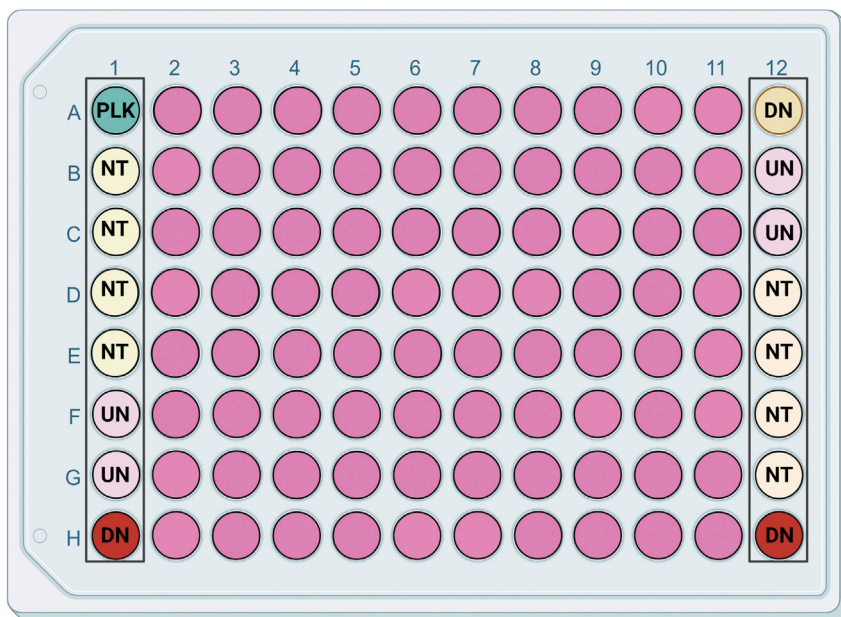 1 2 3 4 5 6 7 8 9 10 11 12
A PLK DN
B NT UN
C NT UN
D NT NT
E NT NT
F UN NT
G UN NT
H DN DN